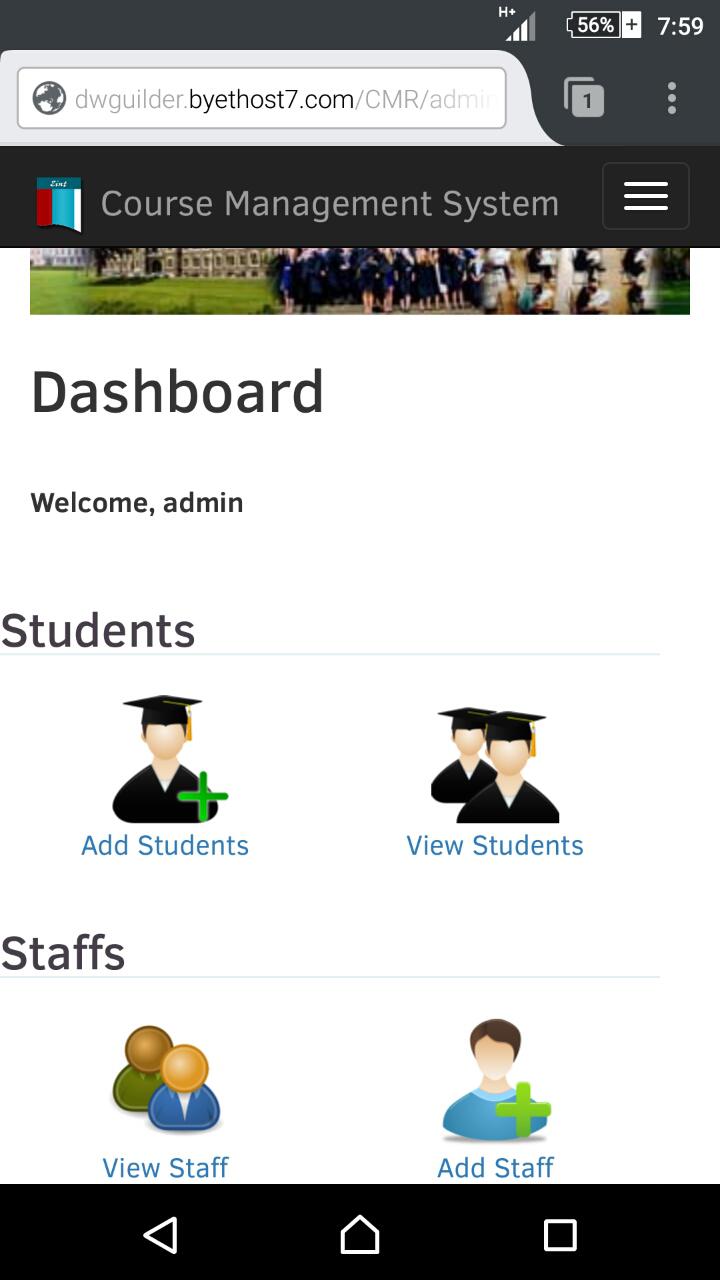 H+
56%
7:59
dwguilder.byethost7.com/CMR/admin
1
Zint
Course Management System
Dashboard
Welcome, admin
Students
Add Students
View Students
Staffs
View Staff
Add Staff